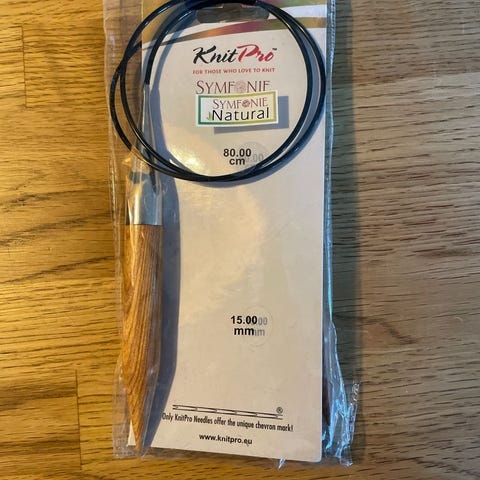 KnitPro™
FOR THOSE WHO LOVE TO KNIT
SYMFONIE
SYMFONIE
Natural
80.00
cm
15.00
mm
®
Only KnitPro Needles offer the unique chevron mark!
www.knitpro.eu